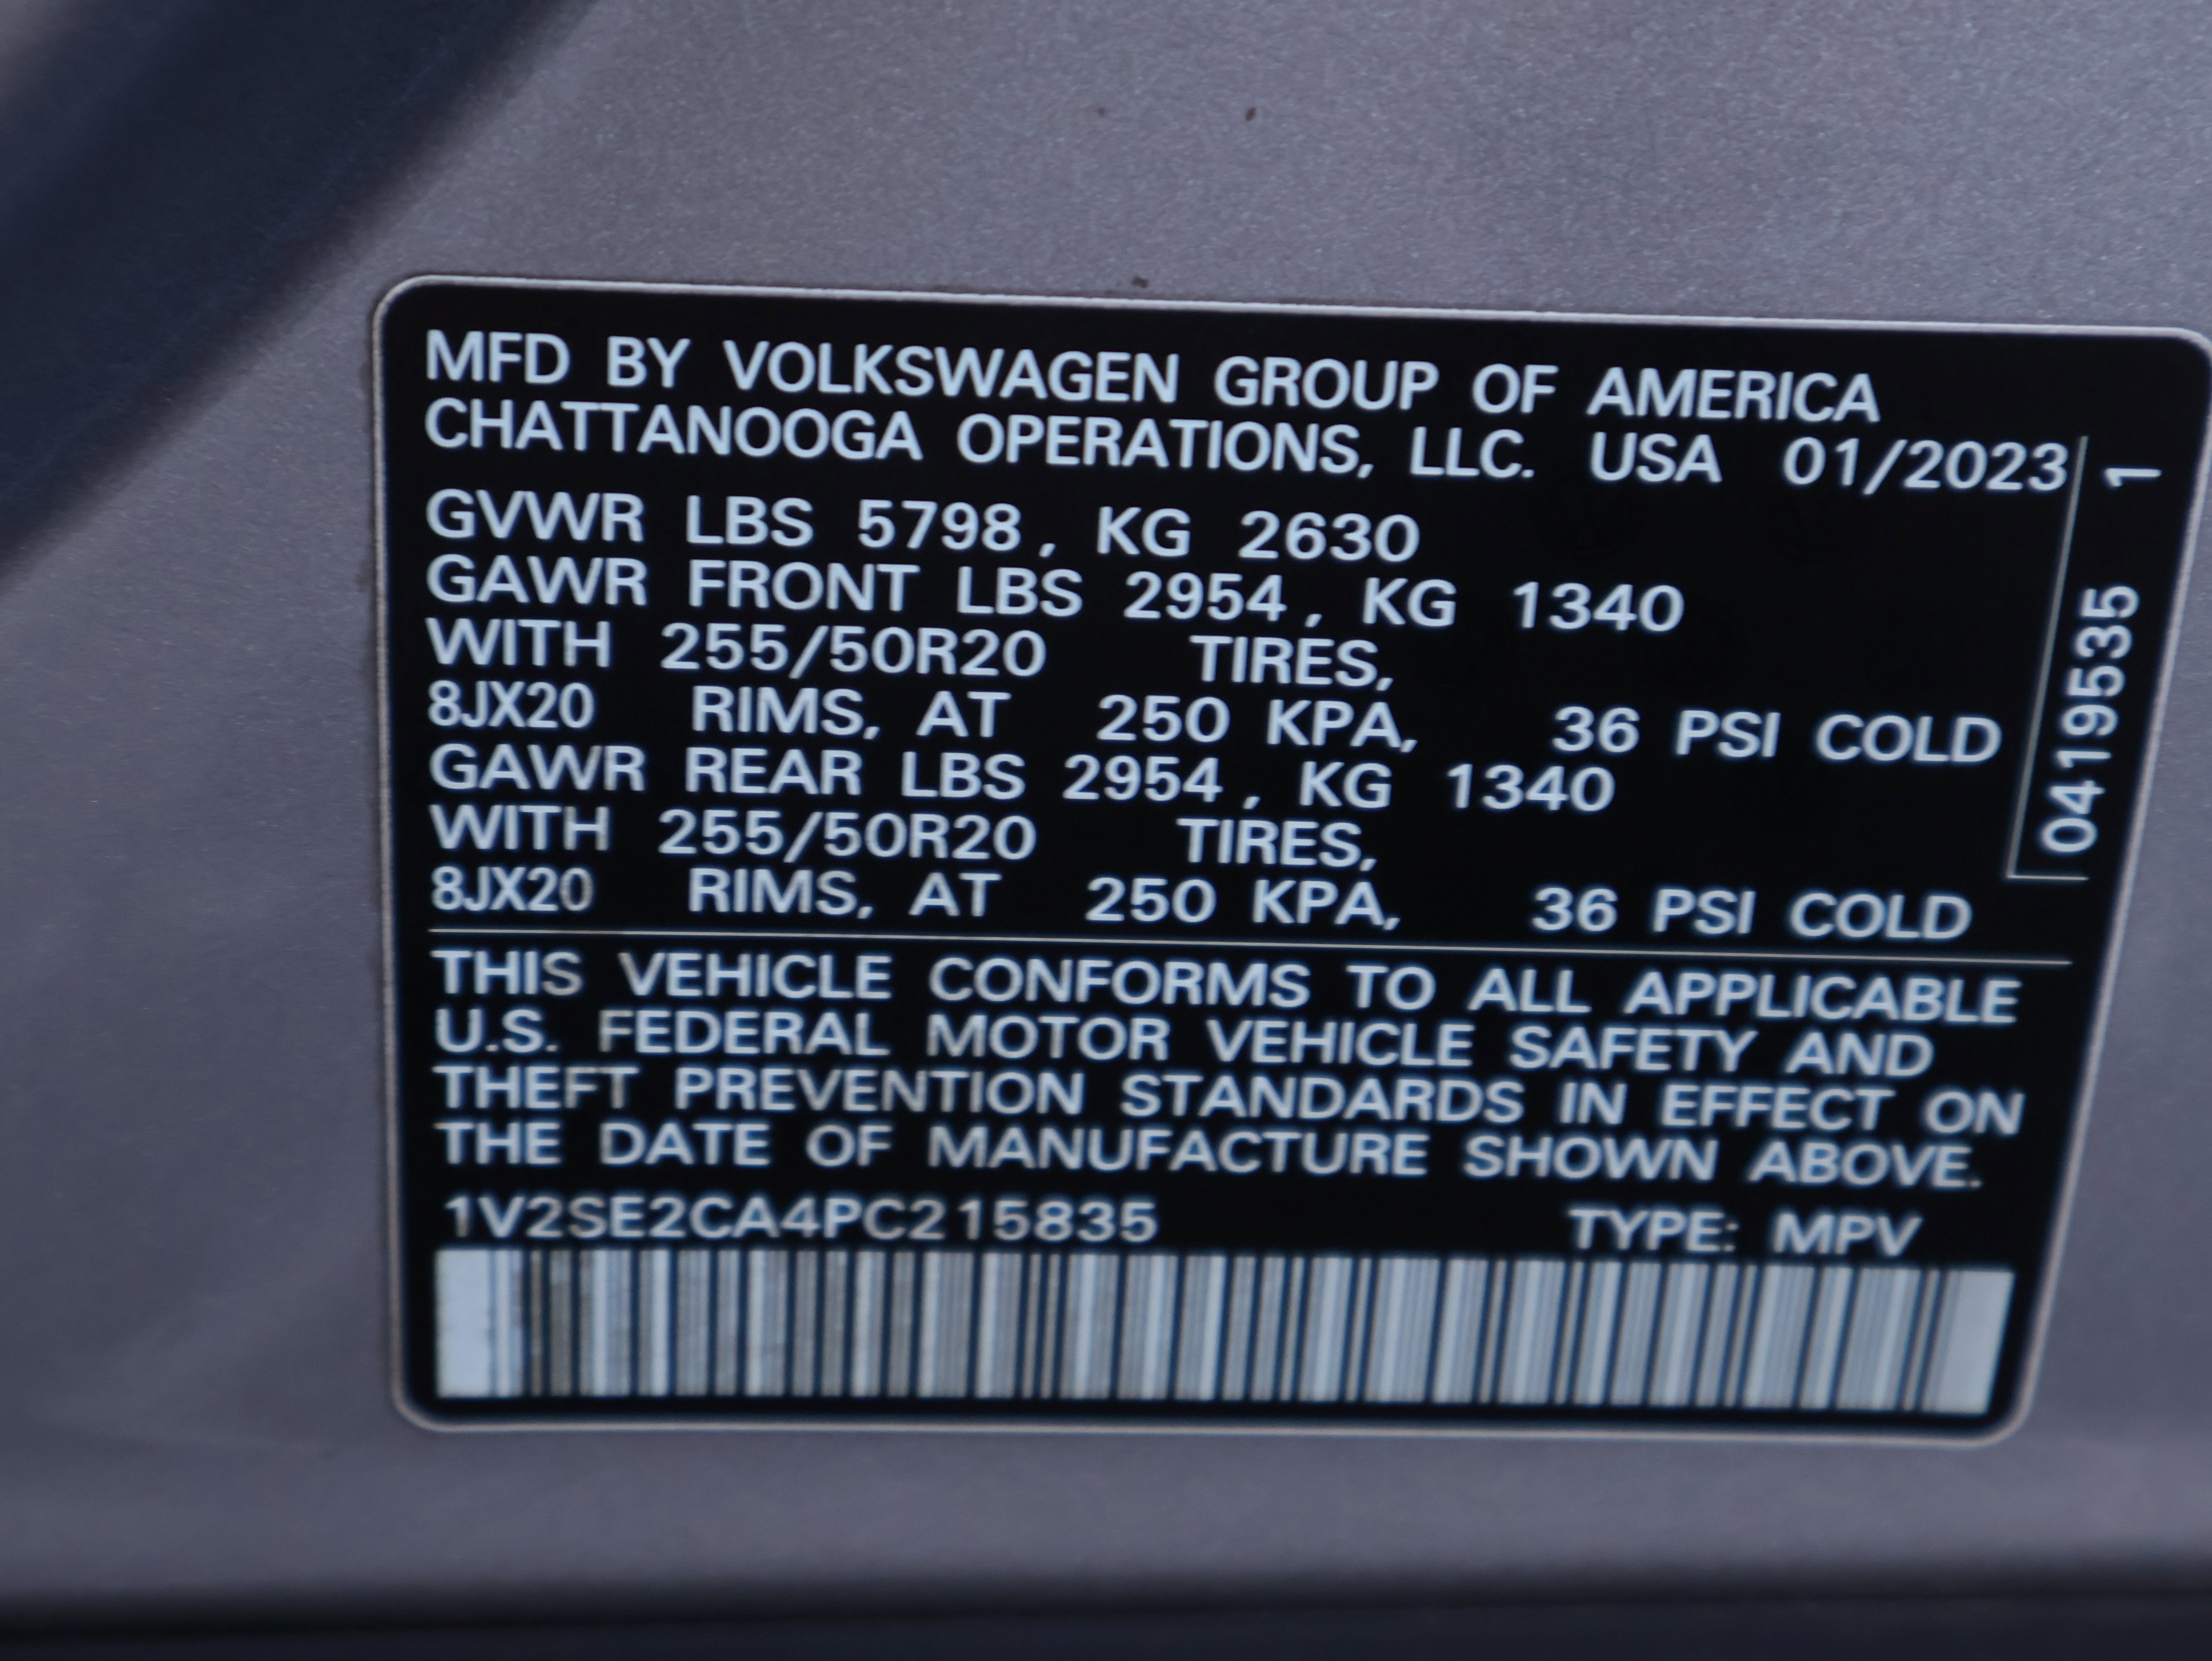 MFD BY VOLKSWAGEN GROUP OF AMERICA
CHATTANOOGA OPERATIONS, LLC. USA 01/2023
GVWR LBS 5798, KG 2630
GAWR FRONT LBS 2954, KG 1340
WITH 255/50R20 TIRES,
8JX20 RIMS, AT 250 KPA, 36 PSI COLD
GAWR REAR LBS 2954, KG 1340
WITH 255/50R20 TIRES,
8JX20 RIMS, AT 250 KPA, 36 PSI COLD
THIS VEHICLE CONFORMS TO ALL APPLICABLE
U.S. FEDERAL MOTOR VEHICLE SAFETY AND
THEFT PREVENTION STANDARDS IN EFFECT ON
THE DATE OF MANUFACTURE SHOWN ABOVE.
1V2SE2CA4PC215835 TYPE: MPV
0419535 1